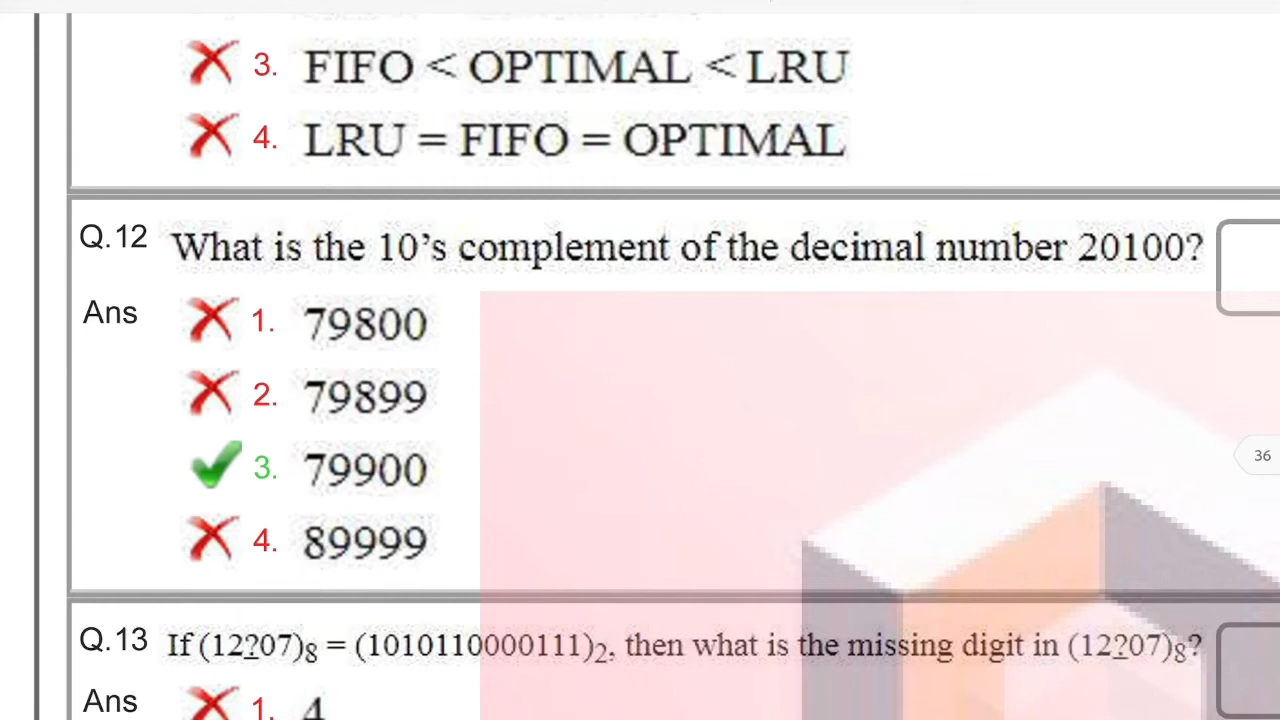 3. FIFO < OPTIMAL < LRU
4. LRU = FIFO = OPTIMAL
Q.12 What is the 10’s complement of the decimal number 20100?
Ans 1. 79800
2. 79899
3. 79900
36
4. 89999
Q.13 If (12?07)₈ = (1010110000111)₂, then what is the missing digit in (12?07)₈?
Ans 1. 4